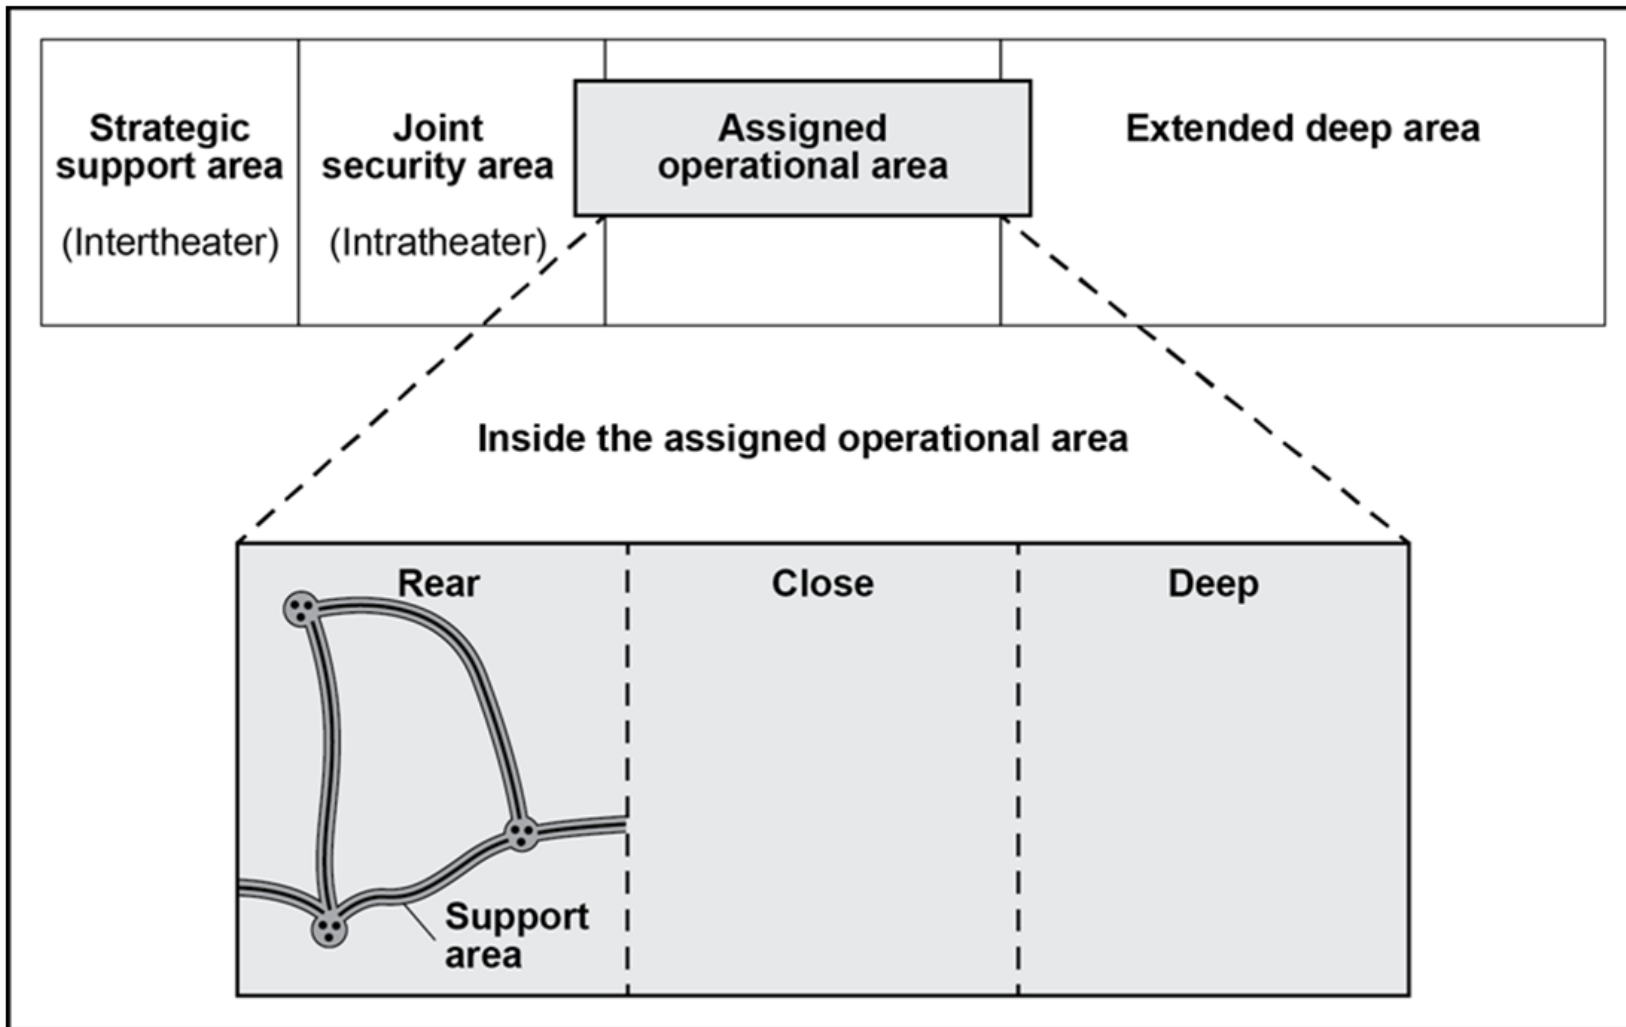 Strategic
support area
(Intertheater)
Joint
security area
(Intratheater)
Assigned
operational area
Extended deep area
Inside the assigned operational area
Rear
Close
Deep
Support
area